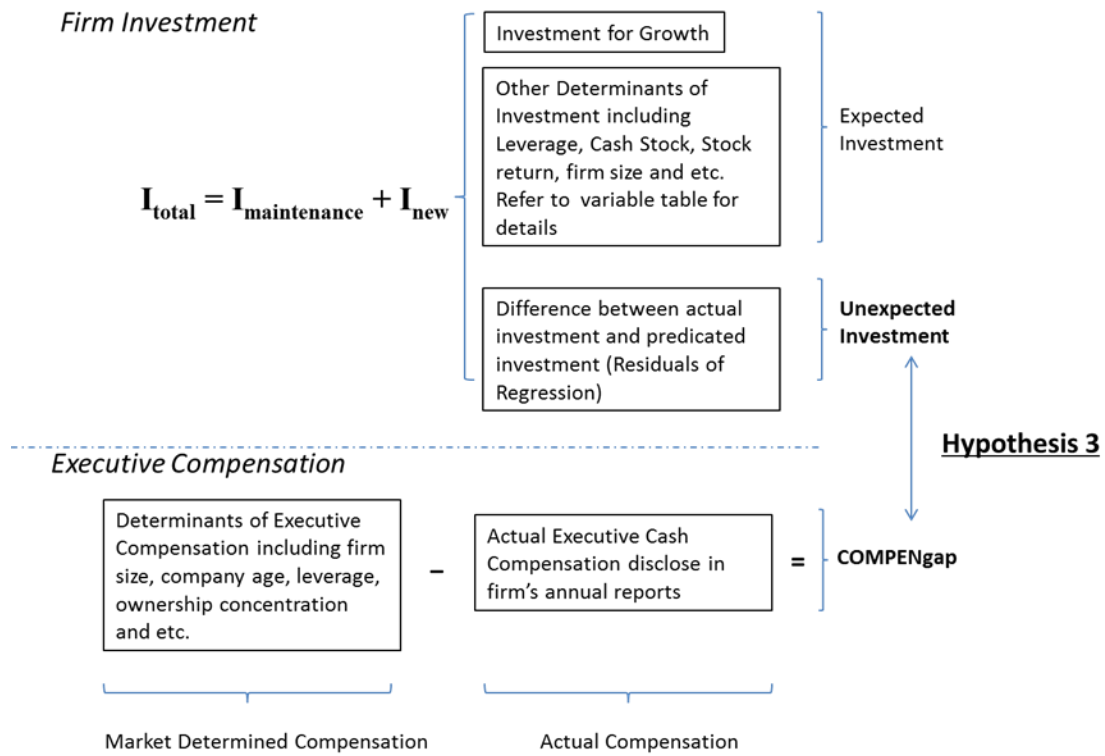 Firm Investment
Investment for Growth
Other Determinants of
Investment including
Leverage, Cash Stock, Stock
return, firm size and etc.
Refer to variable table for
details
Expected
Investment
I_total = I_maintenance + I_new
Difference between actual
investment and predicated
investment (Residuals of
Regression)
Unexpected
Investment
Hypothesis 3
Executive Compensation
Determinants of Executive
Compensation including firm
size, company age, leverage,
ownership concentration
and etc.
–
Actual Executive Cash
Compensation disclose in
firm's annual reports
=
COMPENgap
Market Determined Compensation
Actual Compensation